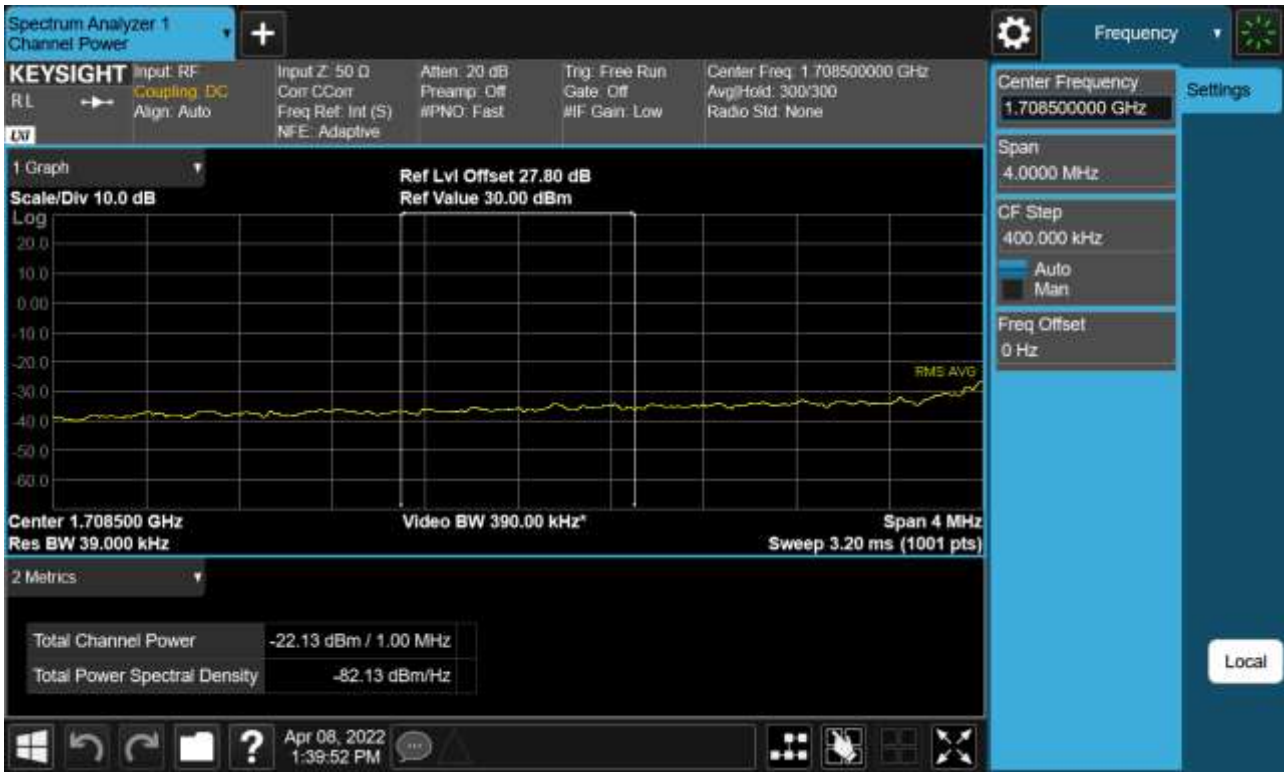 Spectrum Analyzer 1
Channel Power
+
Frequency
KEYSIGHT
RL
LXI
Input: RF
Coupling: DC
Align: Auto
Input Z: 50 Ω
Corr CCorr
Freq Ref: Int (S)
NFE: Adaptive
Atten: 20 dB
Preamp: Off
#PNO: Fast
Trig: Free Run
Gate: Off
#IF Gain: Low
Center Freq: 1.708500000 GHz
Avg|Hold: 300/300
Radio Std: None
Center Frequency
1.708500000 GHz
Settings
Span
4.0000 MHz
CF Step
400.000 kHz
Auto
Man
Freq Offset
0 Hz
1 Graph
Scale/Div 10.0 dB
Ref Lvl Offset 27.80 dB
Ref Value 30.00 dBm
Log
20.0
10.0
0.00
-10.0
-20.0
-30.0
-40.0
-50.0
-60.0
RMS AVG
Center 1.708500 GHz
Res BW 39.000 kHz
Video BW 390.00 kHz*
Span 4 MHz
Sweep 3.20 ms (1001 pts)
2 Metrics
Total Channel Power -22.13 dBm / 1.00 MHz
Total Power Spectral Density -82.13 dBm/Hz
Local
?
Apr 08, 2022
1:39:52 PM